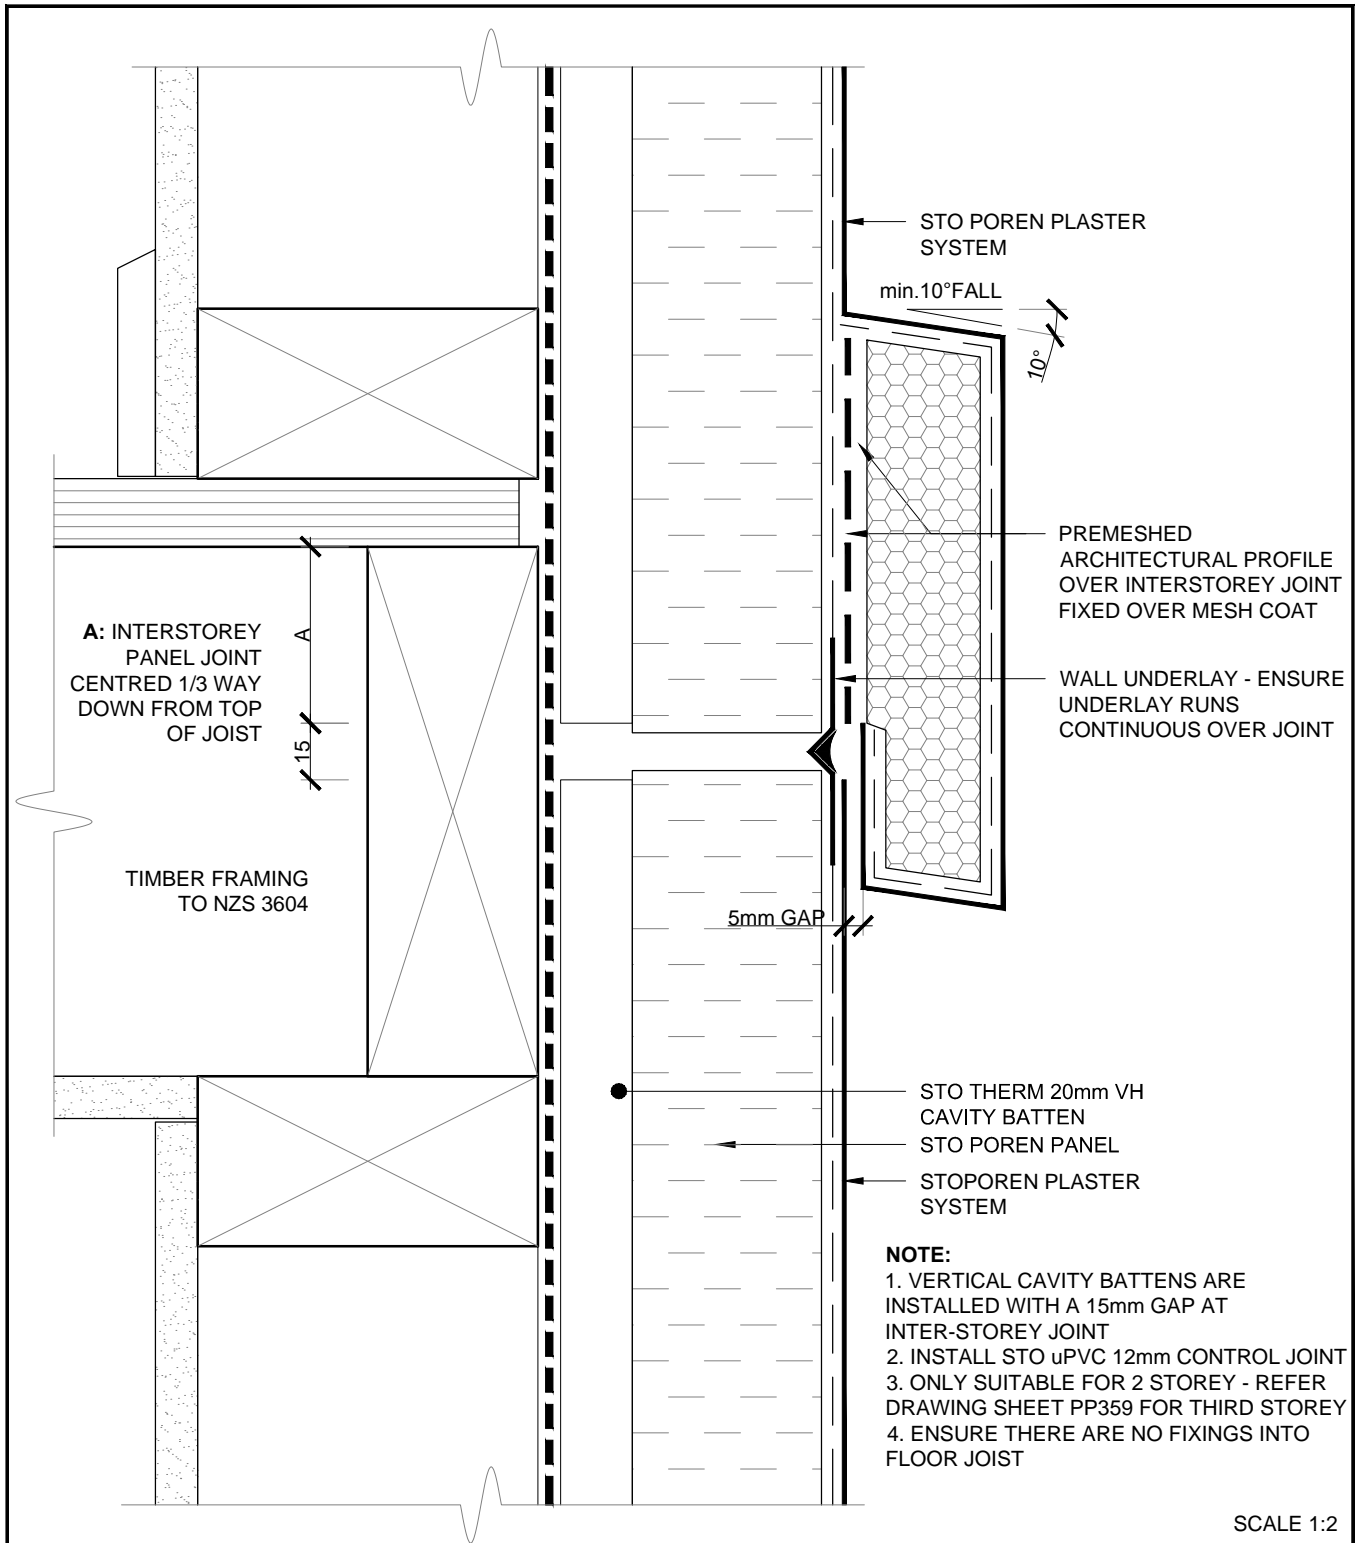 STO POREN PLASTER
SYSTEM
min.10°FALL
10°
PREMESHED
ARCHITECTURAL PROFILE
OVER INTERSTOREY JOINT
FIXED OVER MESH COAT
A: INTERSTOREY
PANEL JOINT
CENTRED 1/3 WAY
DOWN FROM TOP
OF JOIST
A
15
WALL UNDERLAY - ENSURE
UNDERLAY RUNS
CONTINUOUS OVER JOINT
TIMBER FRAMING
TO NZS 3604
5mm GAP
STO THERM 20mm VH
CAVITY BATTEN
STO POREN PANEL
STOPOREN PLASTER
SYSTEM
NOTE:
1. VERTICAL CAVITY BATTENS ARE
INSTALLED WITH A 15mm GAP AT
INTER-STOREY JOINT
2. INSTALL STO uPVC 12mm CONTROL JOINT
3. ONLY SUITABLE FOR 2 STOREY - REFER
DRAWING SHEET PP359 FOR THIRD STOREY
4. ENSURE THERE ARE NO FIXINGS INTO
FLOOR JOIST
SCALE 1:2